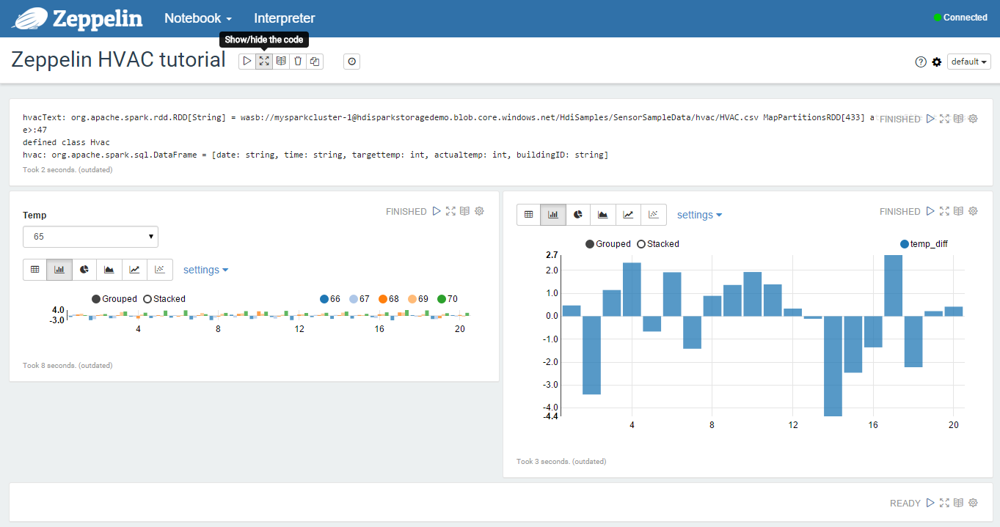 Zeppelin Notebook Interpreter Connected
Show/hide the code
Zeppelin HVAC tutorial default
hvacText: org.apache.spark.rdd.RDD[String] = wasb://mysparkcluster-1@hdisparkstoragedemo.blob.core.windows.net/HdiSamples/SensorSampleData/hvac/HVAC.csv MapPartitionsRDD[433] at
FINISHED
e>:47
defined class Hvac
hvac: org.apache.spark.sql.DataFrame = [date: string, time: string, targettemp: int, actualtemp: int, buildingID: string]
Took 2 seconds. (outdated)
FINISHED
Temp
65
settings
Grouped Stacked 66 67 68 69 70
4.0
-3.0
4 8 12 16 20
Took 8 seconds. (outdated)
FINISHED
settings
Grouped Stacked temp_diff
2.7
2.0
1.0
0.0
-1.0
-2.0
-3.0
-4.0
-4.4
4 8 12 16 20
Took 3 seconds. (outdated)
READY